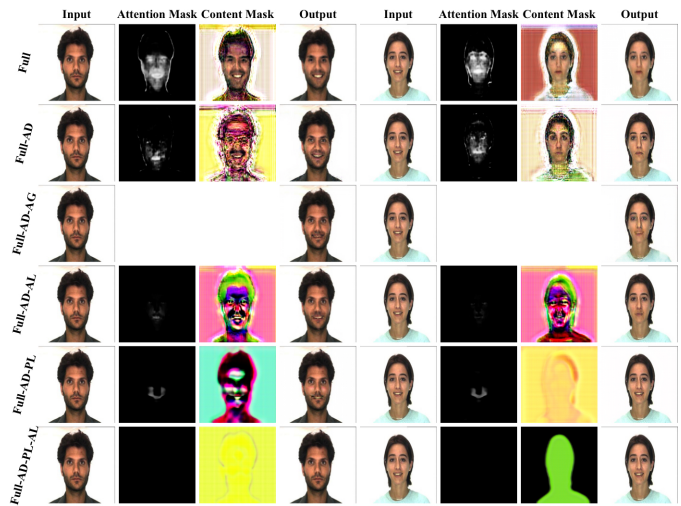 Input Attention Mask Content Mask Output Input Attention Mask Content Mask Output
Full
Full-AD
Full-AD-AG
Full-AD-AL
Full-AD-PL
Full-AD-PL-AL